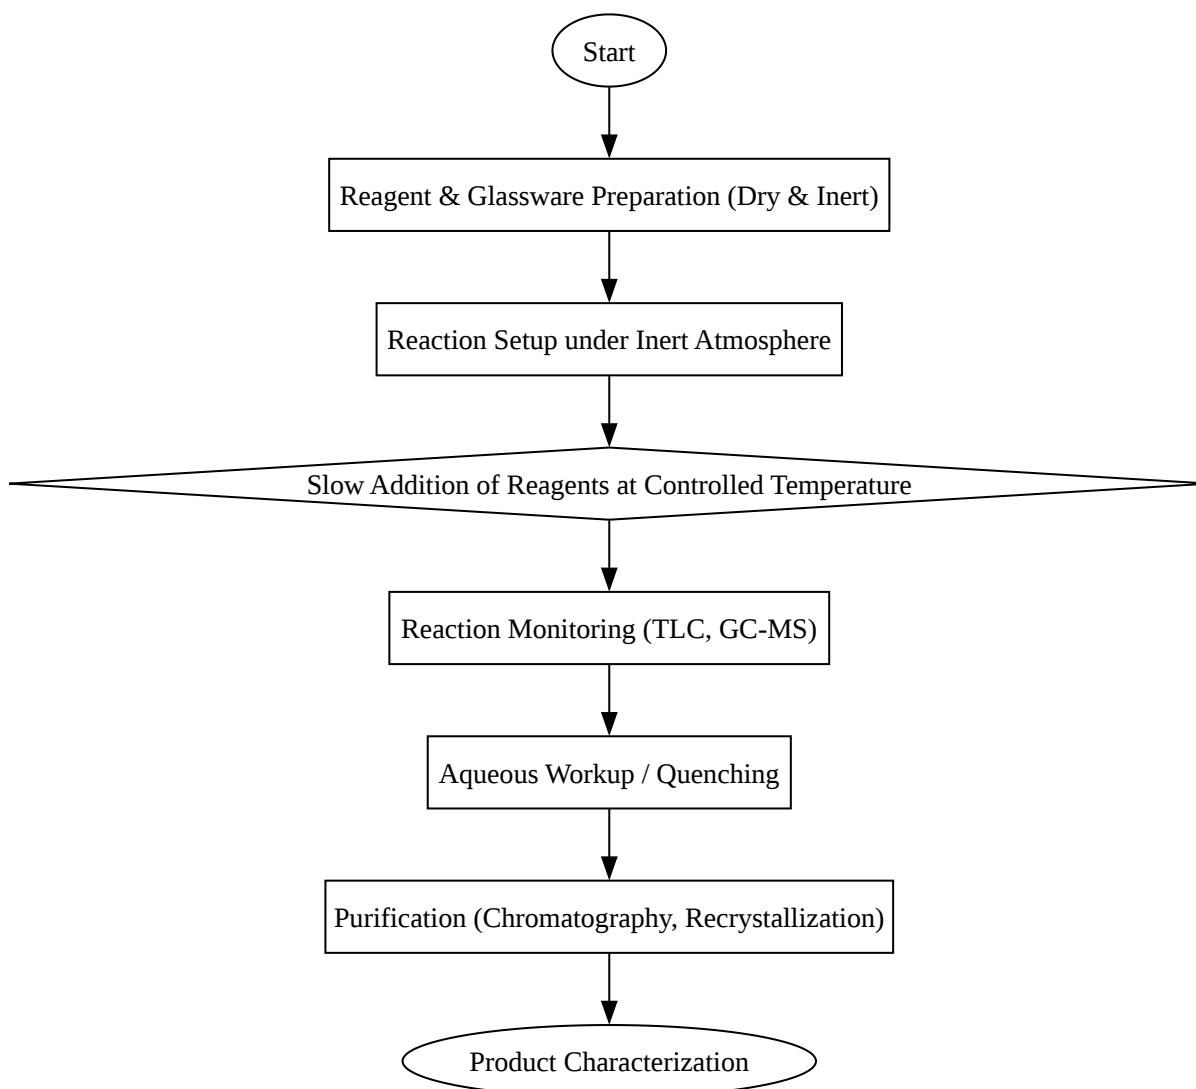 Start
Reagent & Glassware Preparation (Dry & Inert)
Reaction Setup under Inert Atmosphere
Slow Addition of Reagents at Controlled Temperature
Reaction Monitoring (TLC, GC-MS)
Aqueous Workup / Quenching
Purification (Chromatography, Recrystallization)
Product Characterization